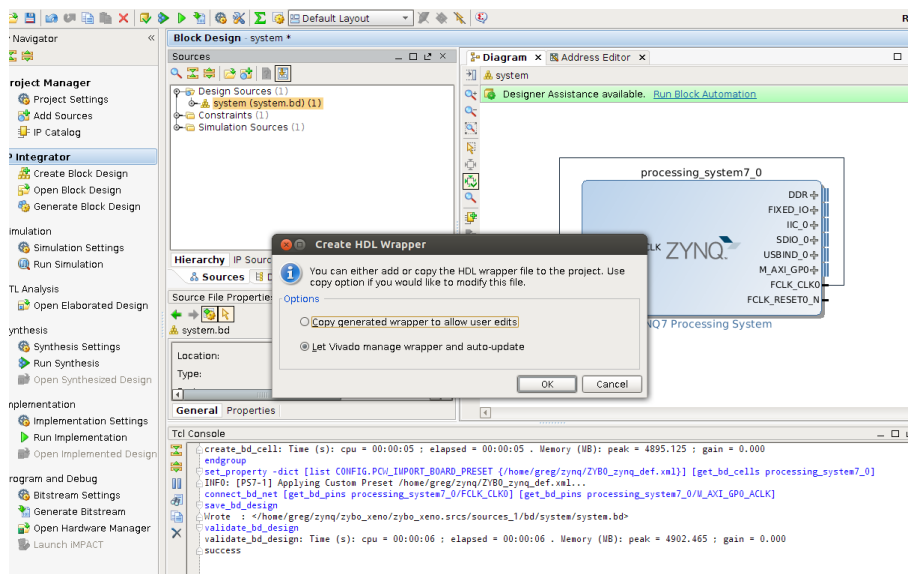 Default Layout
R
Navigator
«
roject Manager
Project Settings
Add Sources
IP Catalog
P Integrator
Create Block Design
Open Block Design
Generate Block Design
imulation
Simulation Settings
Run Simulation
TL Analysis
Open Elaborated Design
ynthesis
Synthesis Settings
Run Synthesis
Open Synthesized Design
nplementation
Implementation Settings
Run Implementation
Open Implemented Design
rogram and Debug
Bitstream Settings
Generate Bitstream
Open Hardware Manager
Launch iMPACT
Block Design - system *
Sources
Design Sources (1)
system (system.bd) (1)
Constraints (1)
Simulation Sources (1)
Hierarchy IP Sourc
Sources D
Source File Propertie
system.bd
Location:
Type:
General Properties
Diagram x Address Editor x
system
Designer Assistance available. Run Block Automation
processing_system7_0
DDR
FIXED_IO
IIC_0
SDIO_0
USBIND_0
M_AXI_GP0
FCLK_CLK0
FCLK_RESET0_N
LK ZYNQ
NQ7 Processing System
Create HDL Wrapper
You can either add or copy the HDL wrapper file to the project. Use
copy option if you would like to modify this file.
Options
Copy generated wrapper to allow user edits
Let Vivado manage wrapper and auto-update
OK Cancel
Tcl Console
create_bd_cell: Time (s): cpu = 00:00:05 ; elapsed = 00:00:05 . Memory (MB): peak = 4895.125 ; gain = 0.000
endgroup
set_property -dict [list CONFIG.PCW_IMPORT_BOARD_PRESET {/home/greg/zynq/ZYBO_zynq_def.xml}] [get_bd_cells processing_system7_0]
INFO: [PS7-1] Applying Custom Preset /home/greg/zynq/ZYBO_zynq_def.xml...
connect_bd_net [get_bd_pins processing_system7_0/FCLK_CLK0] [get_bd_pins processing_system7_0/M_AXI_GP0_ACLK]
save_bd_design
Wrote : </home/greg/zynq/zybo_xeno/zybo_xeno.srcs/sources_1/bd/system/system.bd>
validate_bd_design
validate_bd_design: Time (s): cpu = 00:00:06 ; elapsed = 00:00:06 . Memory (MB): peak = 4902.465 ; gain = 0.000
success